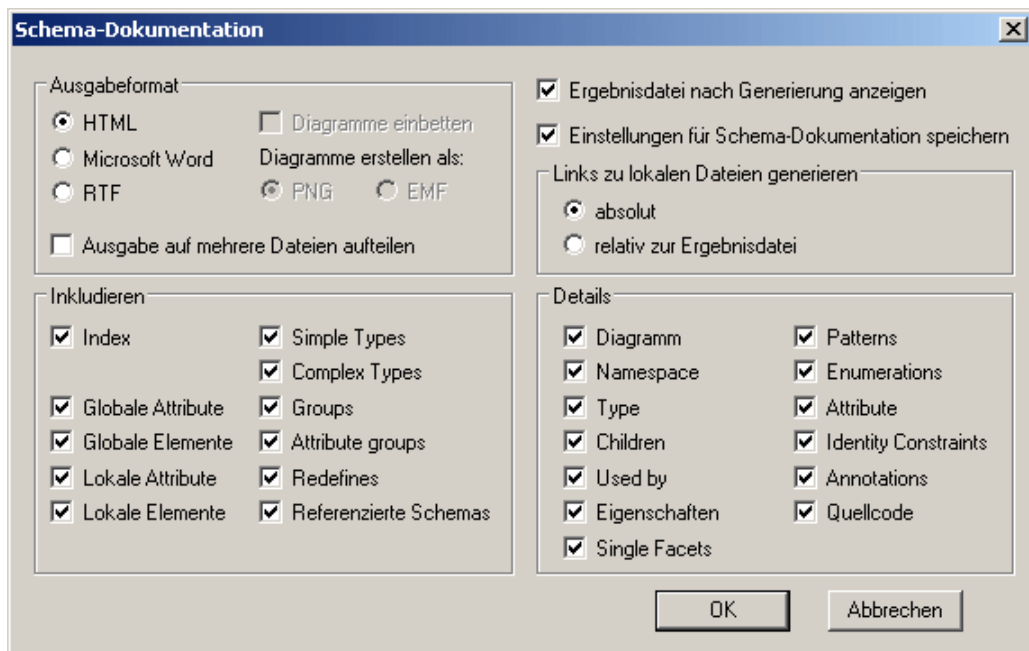 Schema-Dokumentation
Ausgabeformat
HTML
Diagramme einbetten
Microsoft Word
Diagramme erstellen als:
RTF
PNG
EMF
Ausgabe auf mehrere Dateien aufteilen
Ergebnisdatei nach Generierung anzeigen
Einstellungen für Schema-Dokumentation speichern
Links zu lokalen Dateien generieren
absolut
relativ zur Ergebnisdatei
Inkludieren
Index
Globale Attribute
Globale Elemente
Lokale Attribute
Lokale Elemente
Simple Types
Complex Types
Groups
Attribute groups
Redefines
Referenzierte Schemas
Details
Diagramm
Namespace
Type
Children
Used by
Eigenschaften
Single Facets
Patterns
Enumerations
Attribute
Identity Constraints
Annotations
Quellcode
OK
Abbrechen